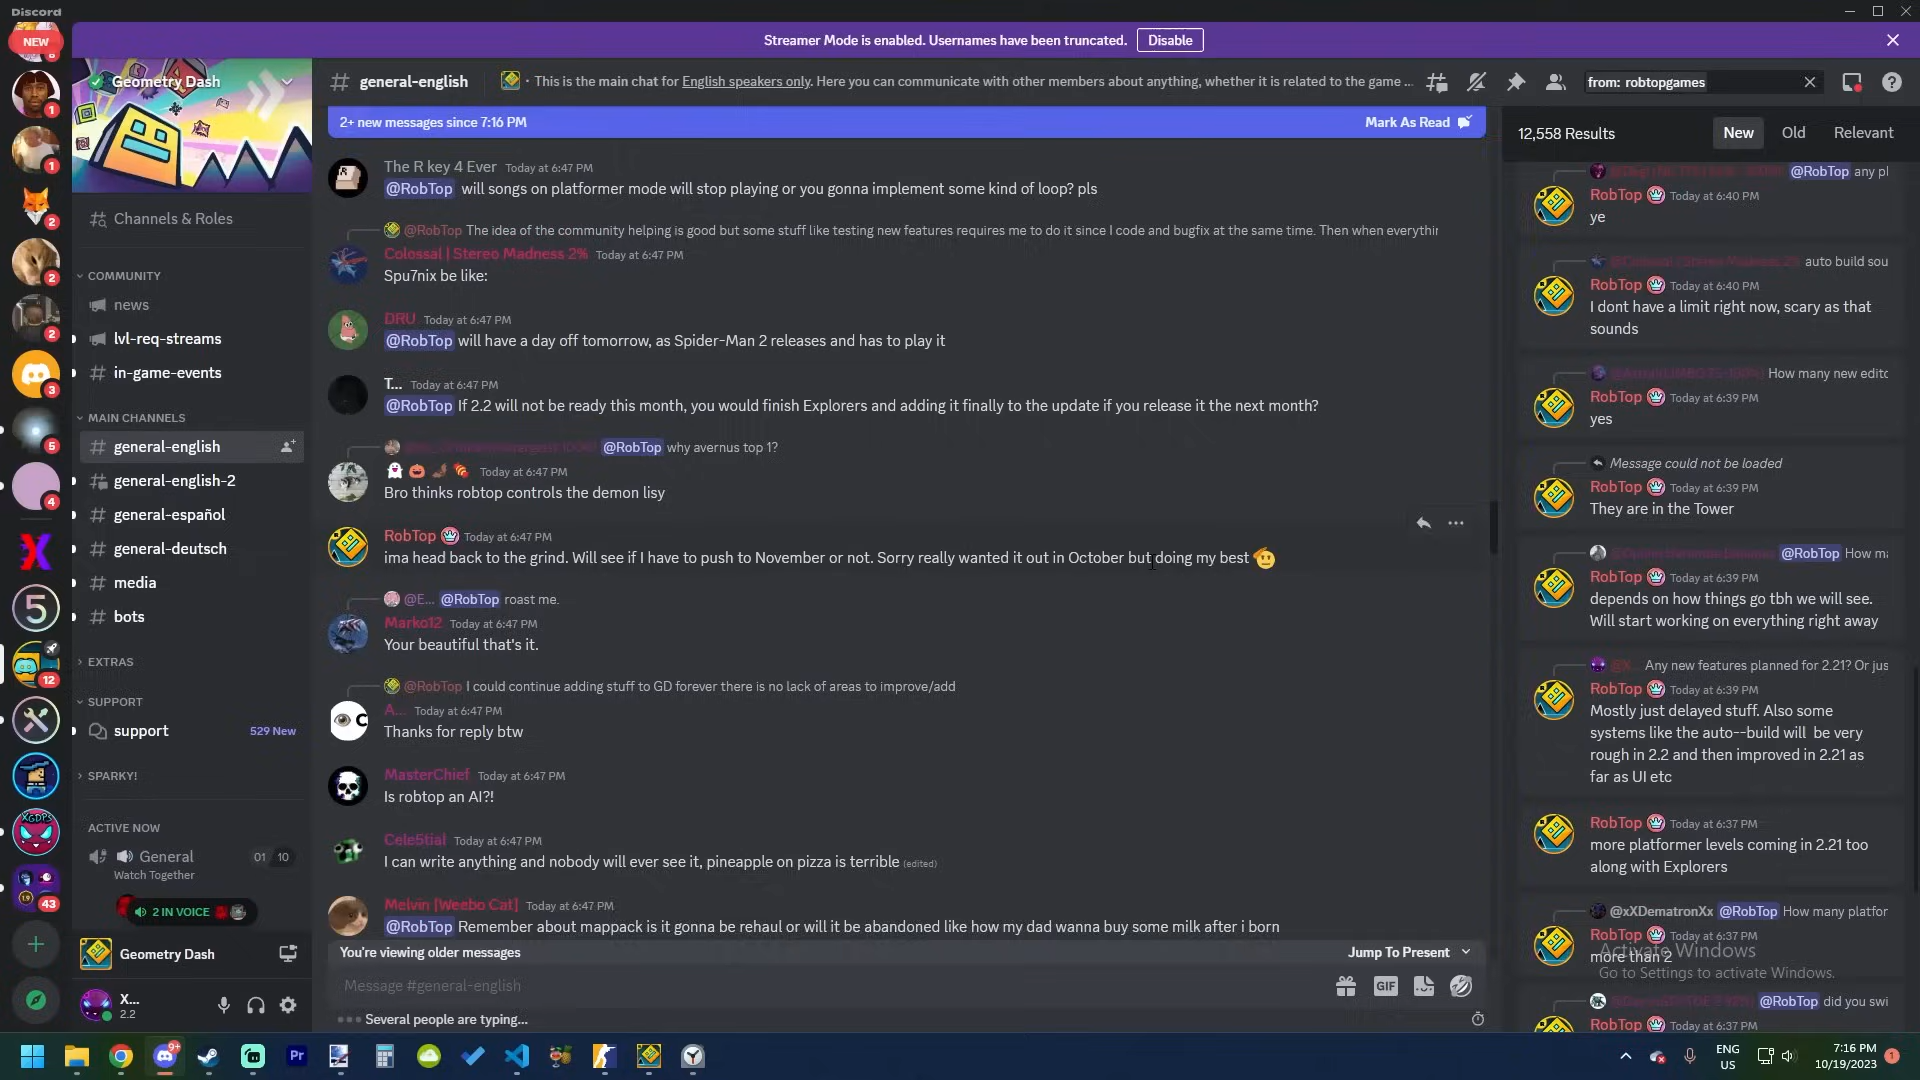 Discord
Streamer Mode is enabled. Usernames have been truncated. Disable
NEW
Geometry Dash
general-english
This is the main chat for English speakers only. Here you can communicate with other members about anything, whether it is related to the game ...
from: robtopgames
2+ new messages since 7:16 PM
Mark As Read
Channels & Roles
COMMUNITY
news
lvl-req-streams
in-game-events
MAIN CHANNELS
general-english
general-english-2
general-español
general-deutsch
media
bots
EXTRAS
SUPPORT
support 529 New
SPARKY!
ACTIVE NOW
General 01 10
Watch Together
2 IN VOICE
Geometry Dash
X...
2.2
1
1
2
2
2
3
5
4
5
12
XGDPS
43
The R key 4 Ever Today at 6:47 PM
@RobTop will songs on platformer mode will stop playing or you gonna implement some kind of loop? pls
@RobTop The idea of the community helping is good but some stuff like testing new features requires me to do it since I code and bugfix at the same time. Then when everythin
Colossal | Stereo Madness 2% Today at 6:47 PM
Spu7nix be like:
DRU Today at 6:47 PM
@RobTop will have a day off tomorrow, as Spider-Man 2 releases and has to play it
T... Today at 6:47 PM
@RobTop If 2.2 will not be ready this month, you would finish Explorers and adding it finally to the update if you release it the next month?
@RobTop why avernus top 1?
👻 🎃 Today at 6:47 PM
Bro thinks robtop controls the demon lisy
RobTop Today at 6:47 PM
ima head back to the grind. Will see if I have to push to November or not. Sorry really wanted it out in October but doing my best 🫡
@E... @RobTop roast me.
Marko12 Today at 6:47 PM
Your beautiful that's it.
@RobTop I could continue adding stuff to GD forever there is no lack of areas to improve/add
A... Today at 6:47 PM
Thanks for reply btw
MasterChief Today at 6:47 PM
Is robtop an AI?!
Cele5tial Today at 6:47 PM
I can write anything and nobody will ever see it, pineapple on pizza is terrible (edited)
Melvin [Weebo Cat] Today at 6:47 PM
@RobTop Remember about mappack is it gonna be rehaul or will it be abandoned like how my dad wanna buy some milk after i born
You're viewing older messages
Jump To Present
Message #general-english
GIF
Several people are typing...
12,558 Results New Old Relevant
@RobTop any pl
RobTop Today at 6:40 PM
ye
auto build sou
RobTop Today at 6:40 PM
I dont have a limit right now, scary as that
sounds
How many new edito
RobTop Today at 6:39 PM
yes
Message could not be loaded
RobTop Today at 6:39 PM
They are in the Tower
@RobTop How ma
RobTop Today at 6:39 PM
depends on how things go tbh we will see.
Will start working on everything right away
@X... Any new features planned for 2.21? Or jus
RobTop Today at 6:39 PM
Mostly just delayed stuff. Also some
systems like the auto--build will be very
rough in 2.2 and then improved in 2.21 as
far as UI etc
RobTop Today at 6:37 PM
more platformer levels coming in 2.21 too
along with Explorers
@xXDematronXx @RobTop How many platfor
RobTop Today at 6:37 PM
more than 2
Activate Windows
Go to Settings to activate Windows.
@RobTop did you swi
RobTop Today at 6:37 PM
9+
Pr
ENG
US
7:16 PM
10/19/2023
1